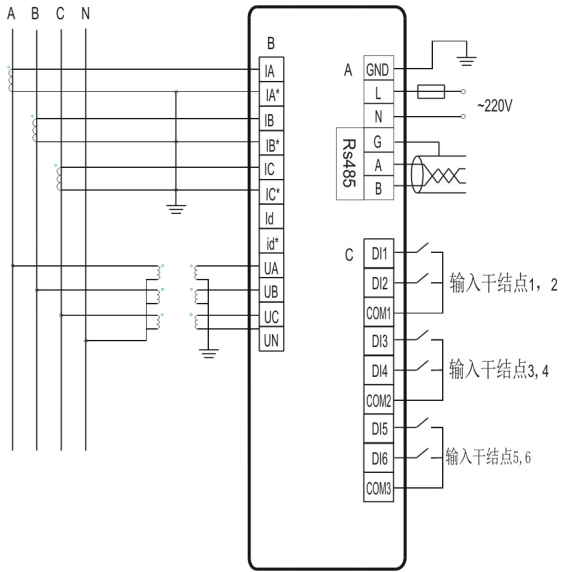 A B C N
B
IA
IA*
IB
IB*
IC
IC*
Id
id*
UA
UB
UC
UN
A
GND
L
N
~220V
Rs485
G
A
B
C
DI1
DI2
COM1
输入干结点1，2
DI3
DI4
COM2
输入干结点3,4
DI5
DI6
COM3
输入干结点5,6